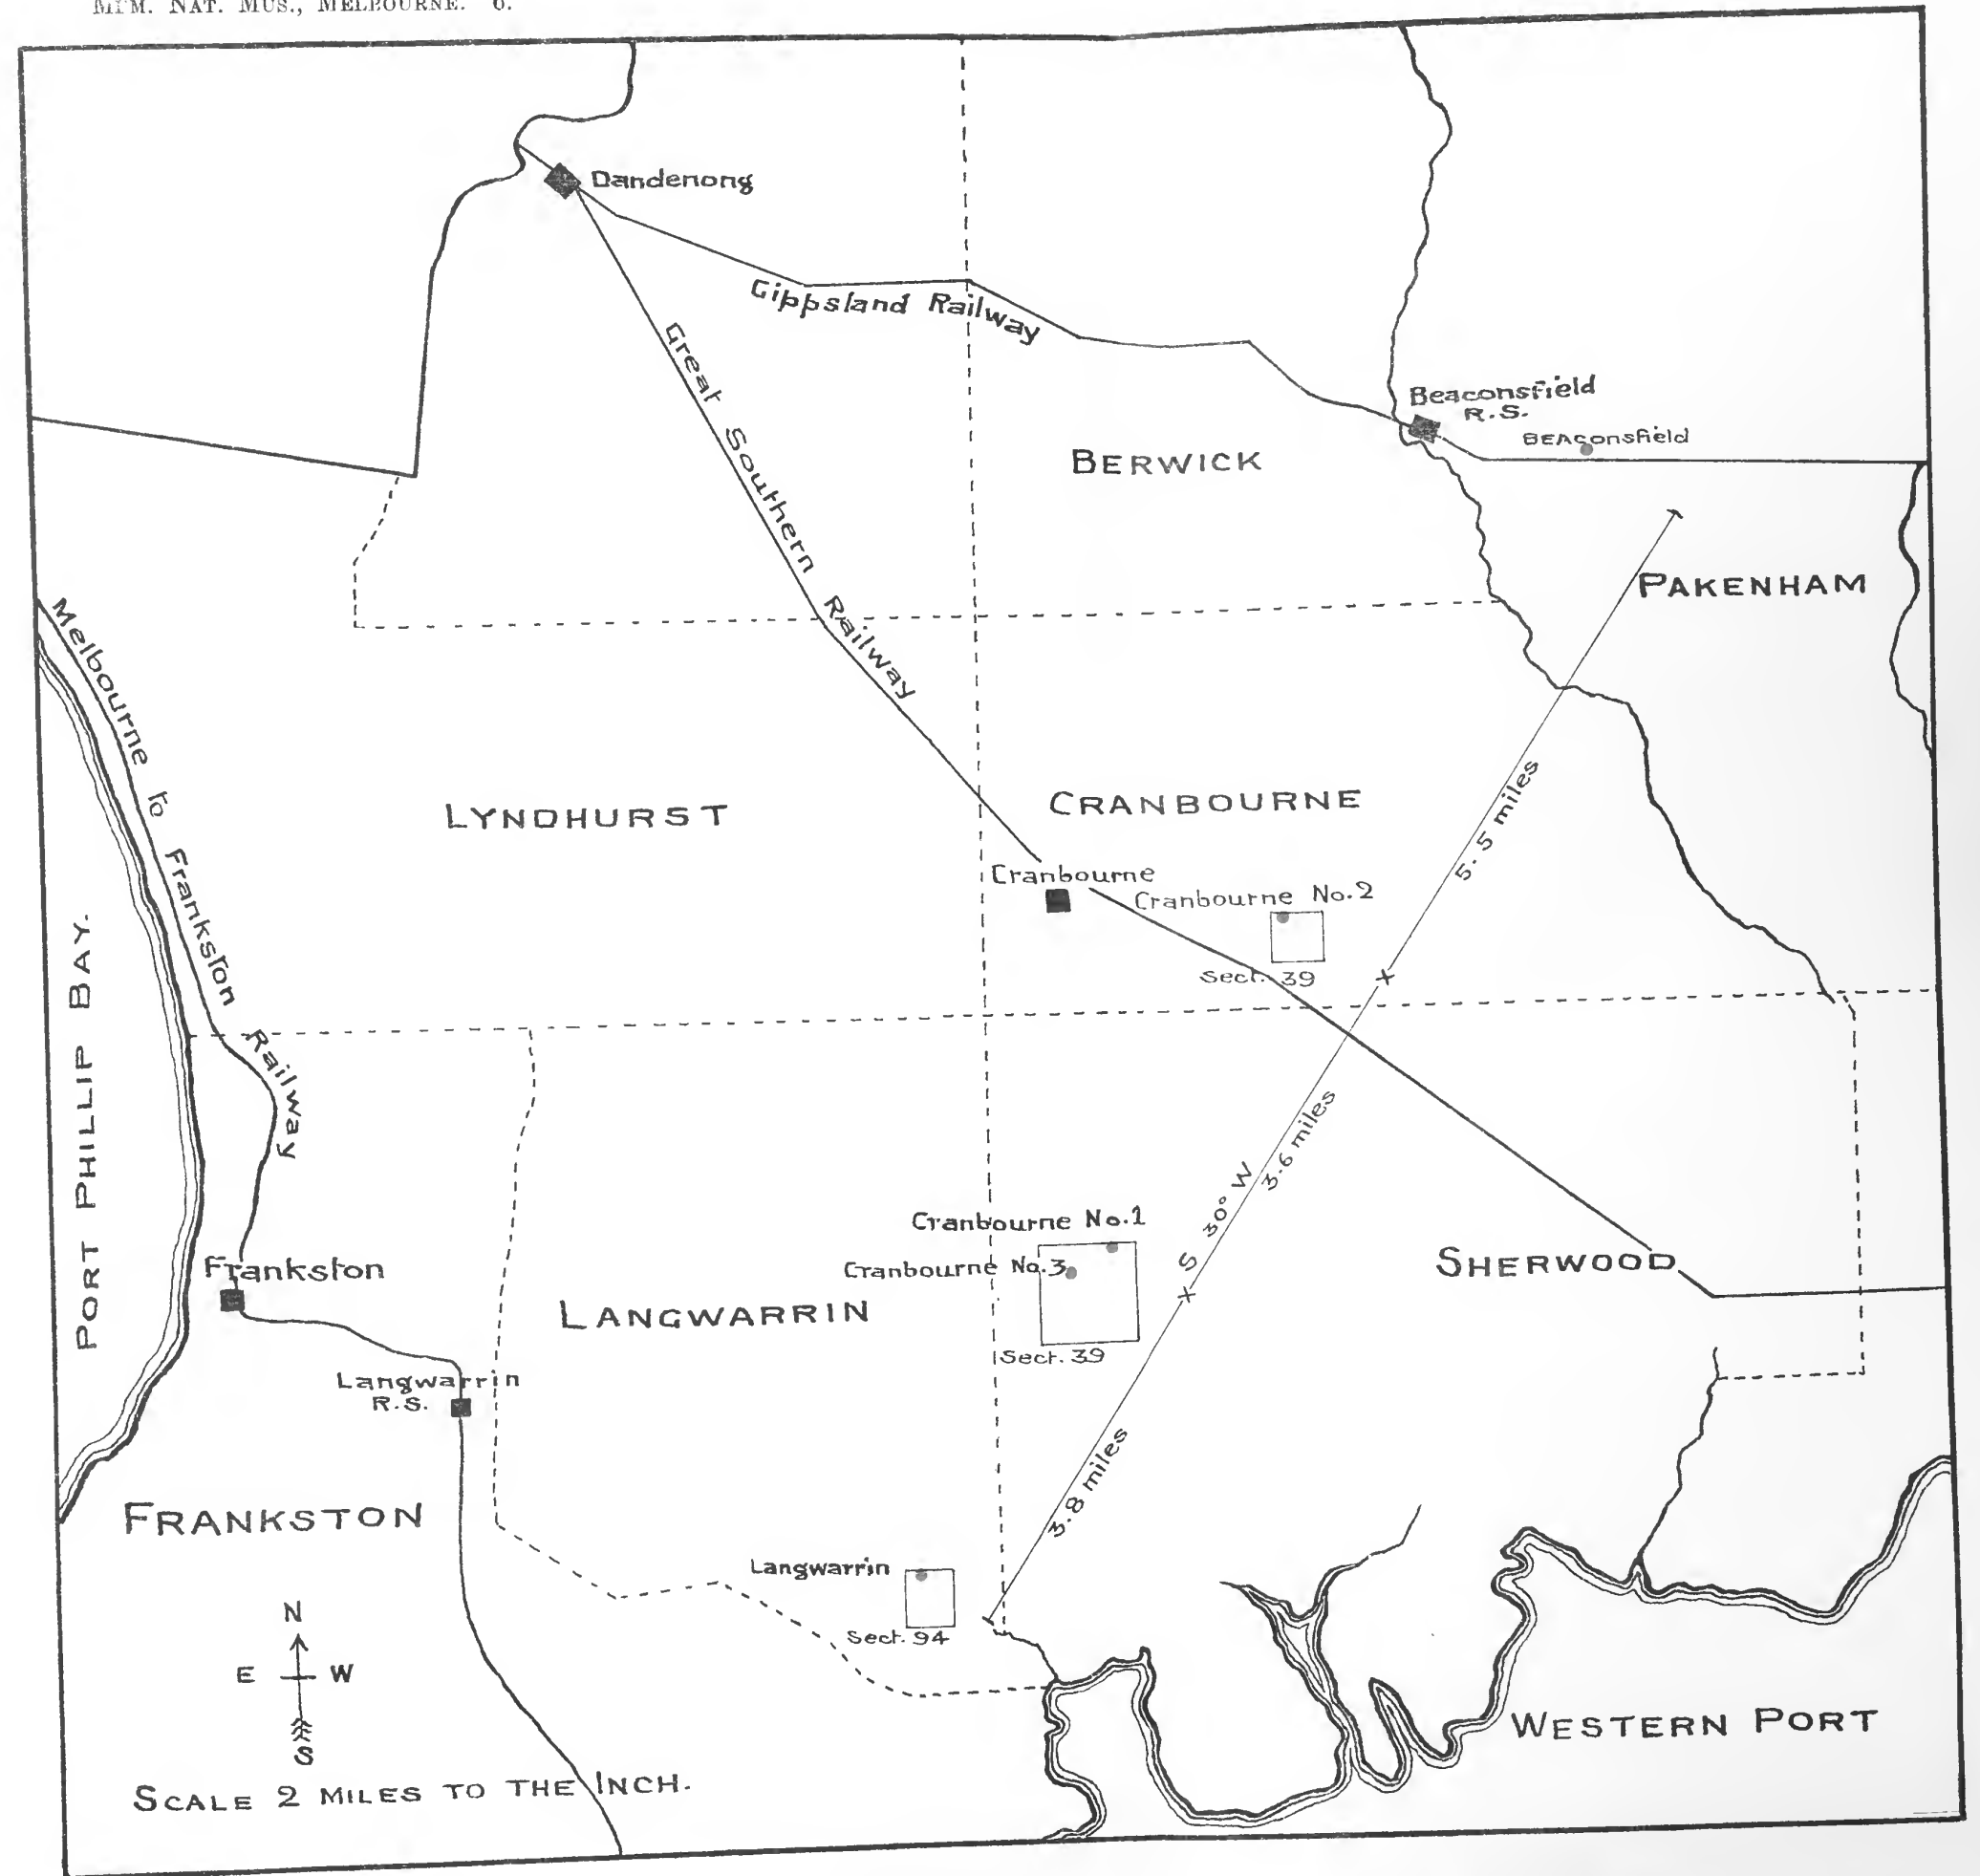 MEM. NAT. MUS., MELBOURNE. 6.
Dandenong
Gippsland Railway
Great Southern Railway
Beaconsfield
R.S.
BEACONSfield
BERWICK
PAKENHAM
Melbourne to Frankston Railway
LYNDHURST
CRANBOURNE
5.5 miles
Cranbourne
Cranbourne No.2
Sect. 39
PORT PHILLIP BAY.
3.6 miles
S 30° W
Cranbourne No.1
Cranbourne No.3
Sect. 39
SHERWOOD
Frankston
LANGWARRIN
Langwarrin
R.S.
3.8 miles
FRANKSTON
Langwarrin
Sect. 94
N
E W
S
WESTERN PORT
SCALE 2 MILES TO THE INCH.